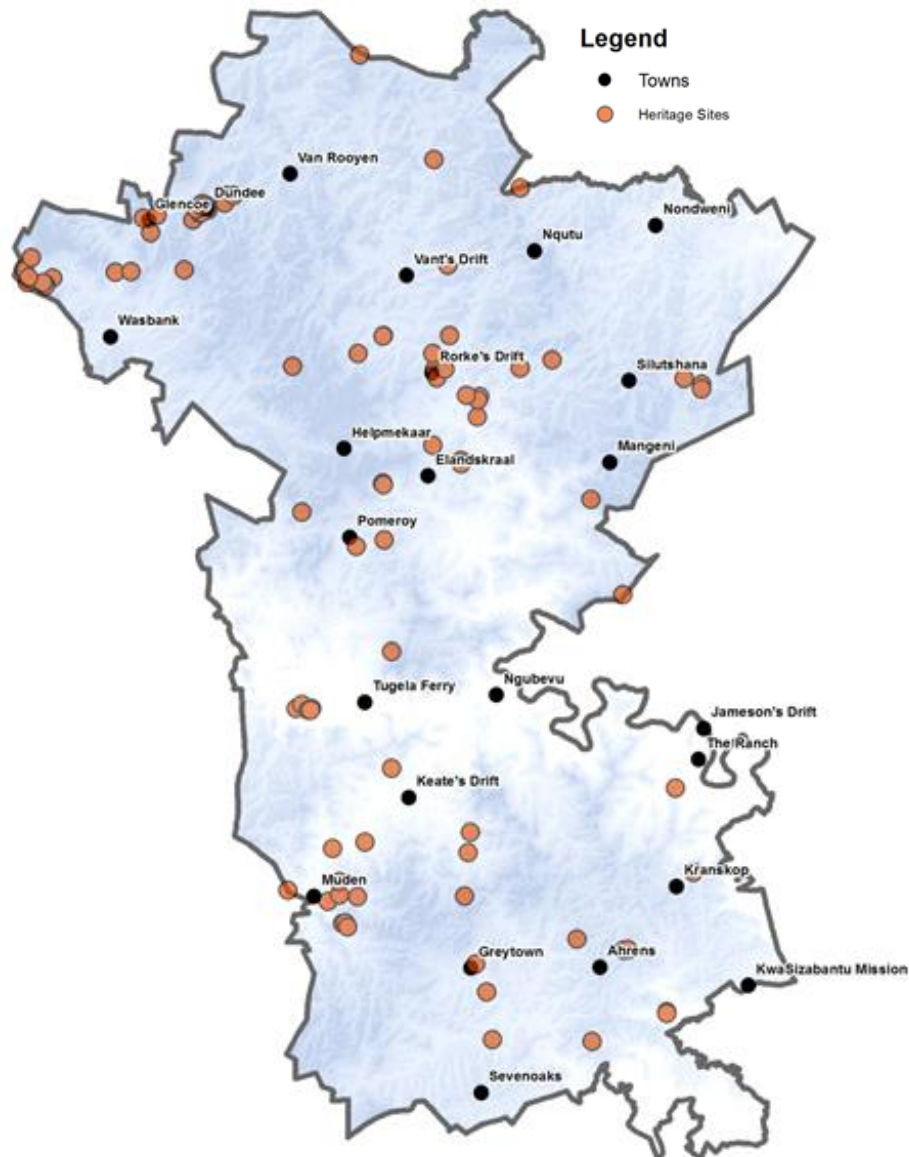 Legend
Towns
Heritage Sites
Van Rooyen
Dundee
Glencoe
Nondweni
Nqutu
Vant's Drift
Wasbank
Rorke's Drift
Silutshana
Helpmekaar
Mangeni
Elandskraal
Pomeroy
Ngubevu
Tugela Ferry
Jameson's Drift
The Ranch
Keate's Drift
Kranskop
Muden
Greytown
Ahrens
KwaSizabantu Mission
Sevenoaks